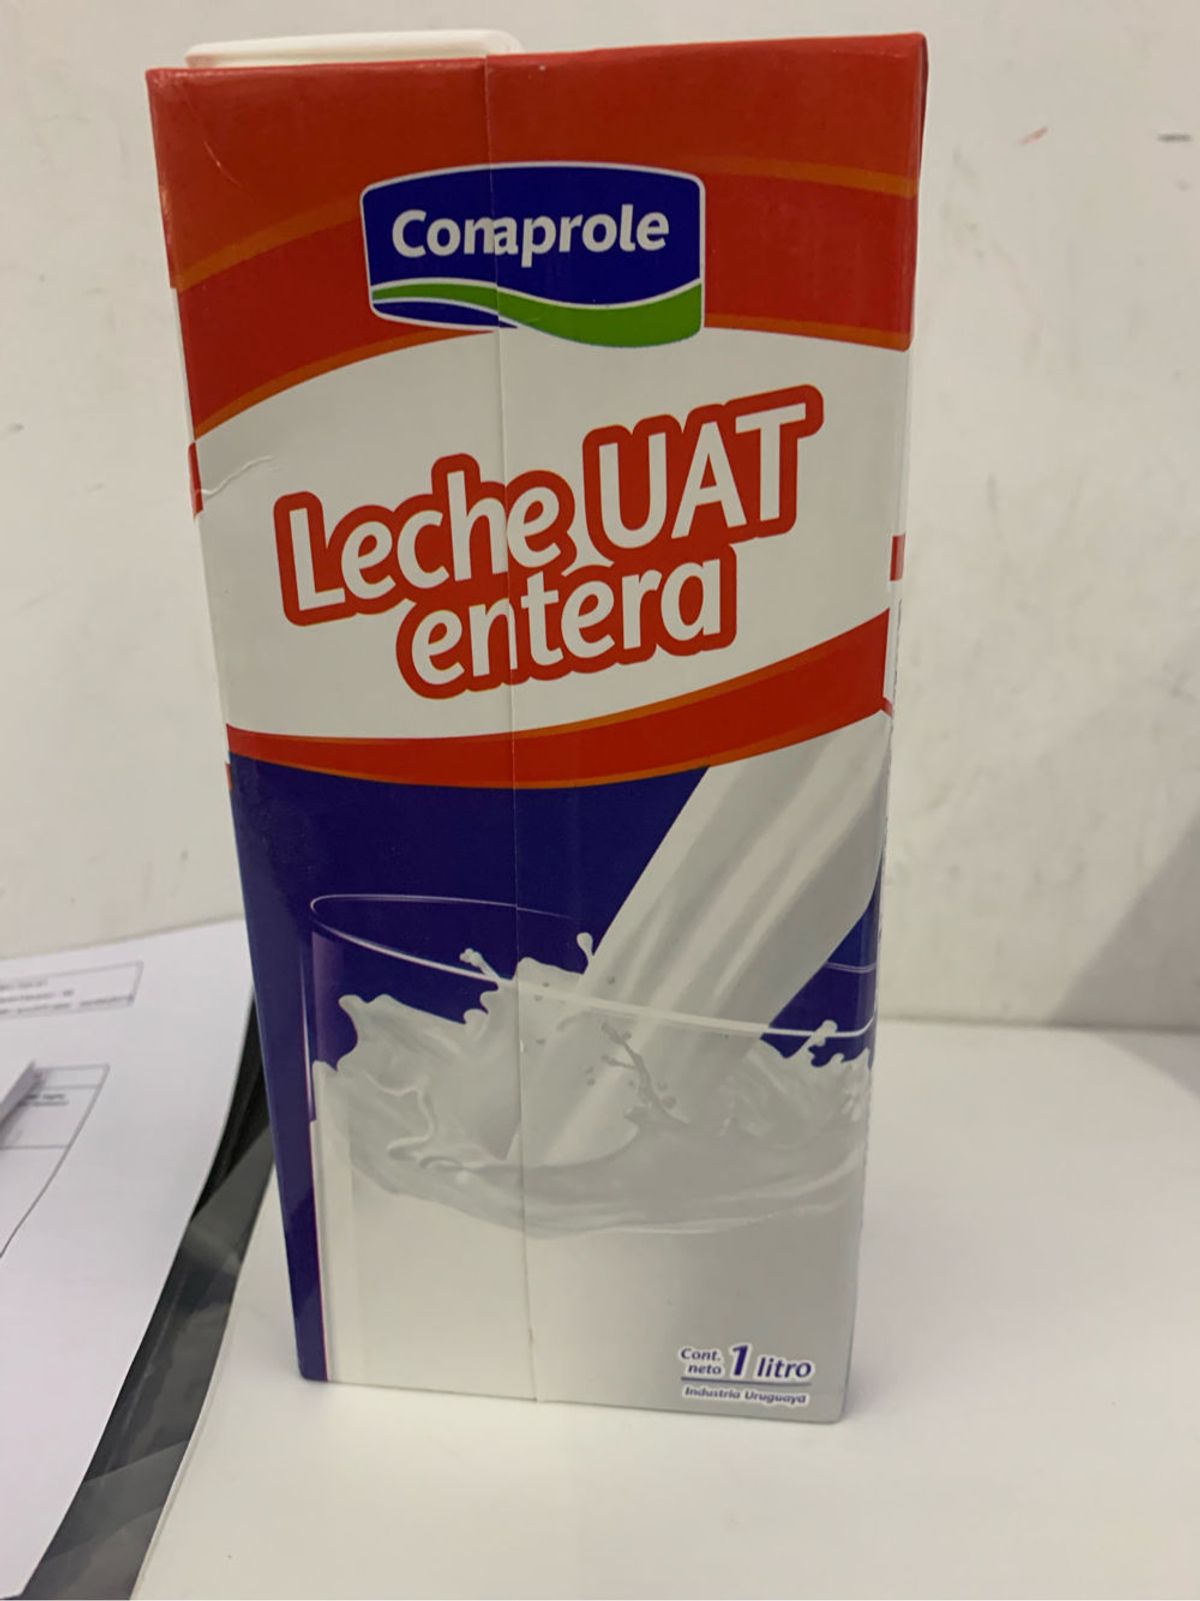 Conaprole
Leche UAT
entera
Cont.
neto 1 litro
Industria Uruguaya